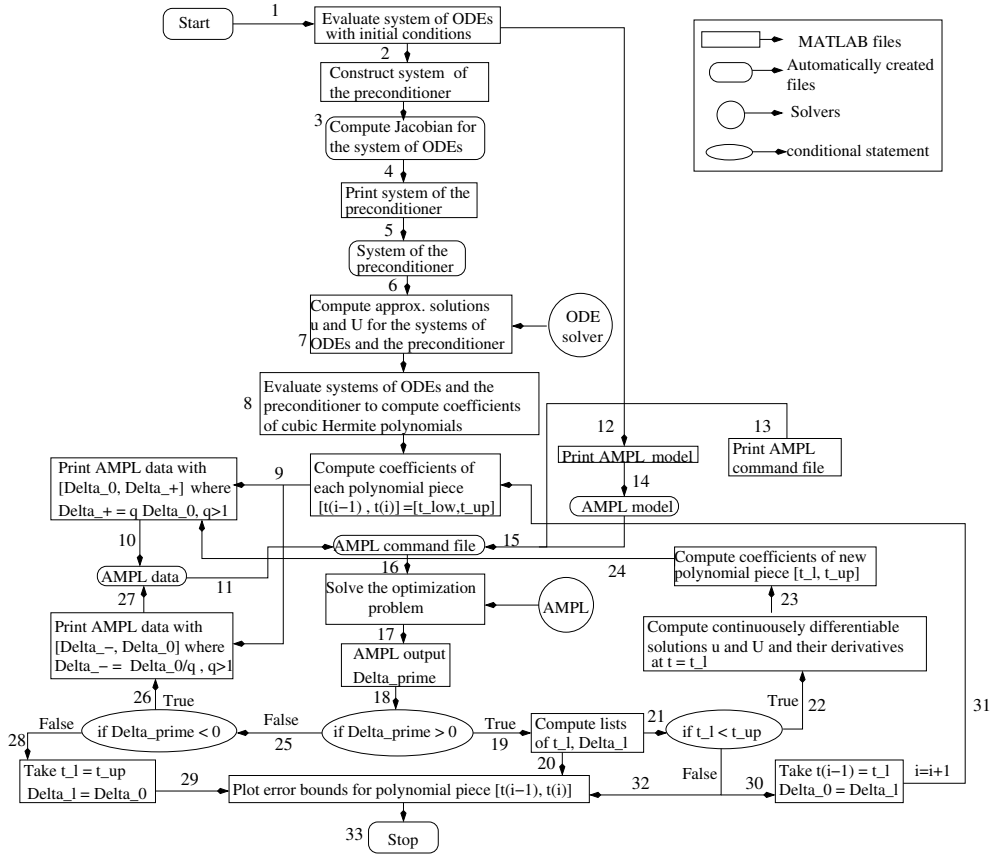 Start
1
Evaluate system of ODEs
with initial conditions
2
Construct system of
the preconditioner
3
Compute Jacobian for
the system of ODEs
4
Print system of the
preconditioner
5
System of the
preconditioner
6
Compute approx. solutions
u and U for the systems of
ODEs and the preconditioner
7
ODE
solver
8
Evaluate systems of ODEs and the
preconditioner to compute coefficients
of cubic Hermite polynomials
MATLAB files
Automatically created
files
Solvers
conditional statement
12
Print AMPL model
13
Print AMPL
command file
14
AMPL model
9
Compute coefficients of
each polynomial piece
[t(i−1) , t(i)] =[t_low,t_up]
Print AMPL data with
[Delta_0, Delta_+] where
Delta_+ = q Delta_0, q>1
10
AMPL data
11
AMPL command file
15
16
24
Compute coefficients of new
polynomial piece [t_l, t_up]
23
27
Solve the optimization
problem
AMPL
Print AMPL data with
[Delta_−, Delta_0] where
Delta_− = Delta_0/q , q>1
17
AMPL output
Delta_prime
Compute continuousely differentiable
solutions u and U and their derivatives
at t = t_l
26
True
18
True
22
31
False
28
if Delta_prime < 0
False
25
if Delta_prime > 0
True
19
Compute lists
of t_l, Delta_l
21
if t_l < t_up
20
False
Take t_l = t_up
Delta_l = Delta_0
29
Plot error bounds for polynomial piece [t(i−1), t(i)]
32
30
Take t(i−1) = t_l
Delta_0 = Delta_l
i=i+1
33
Stop